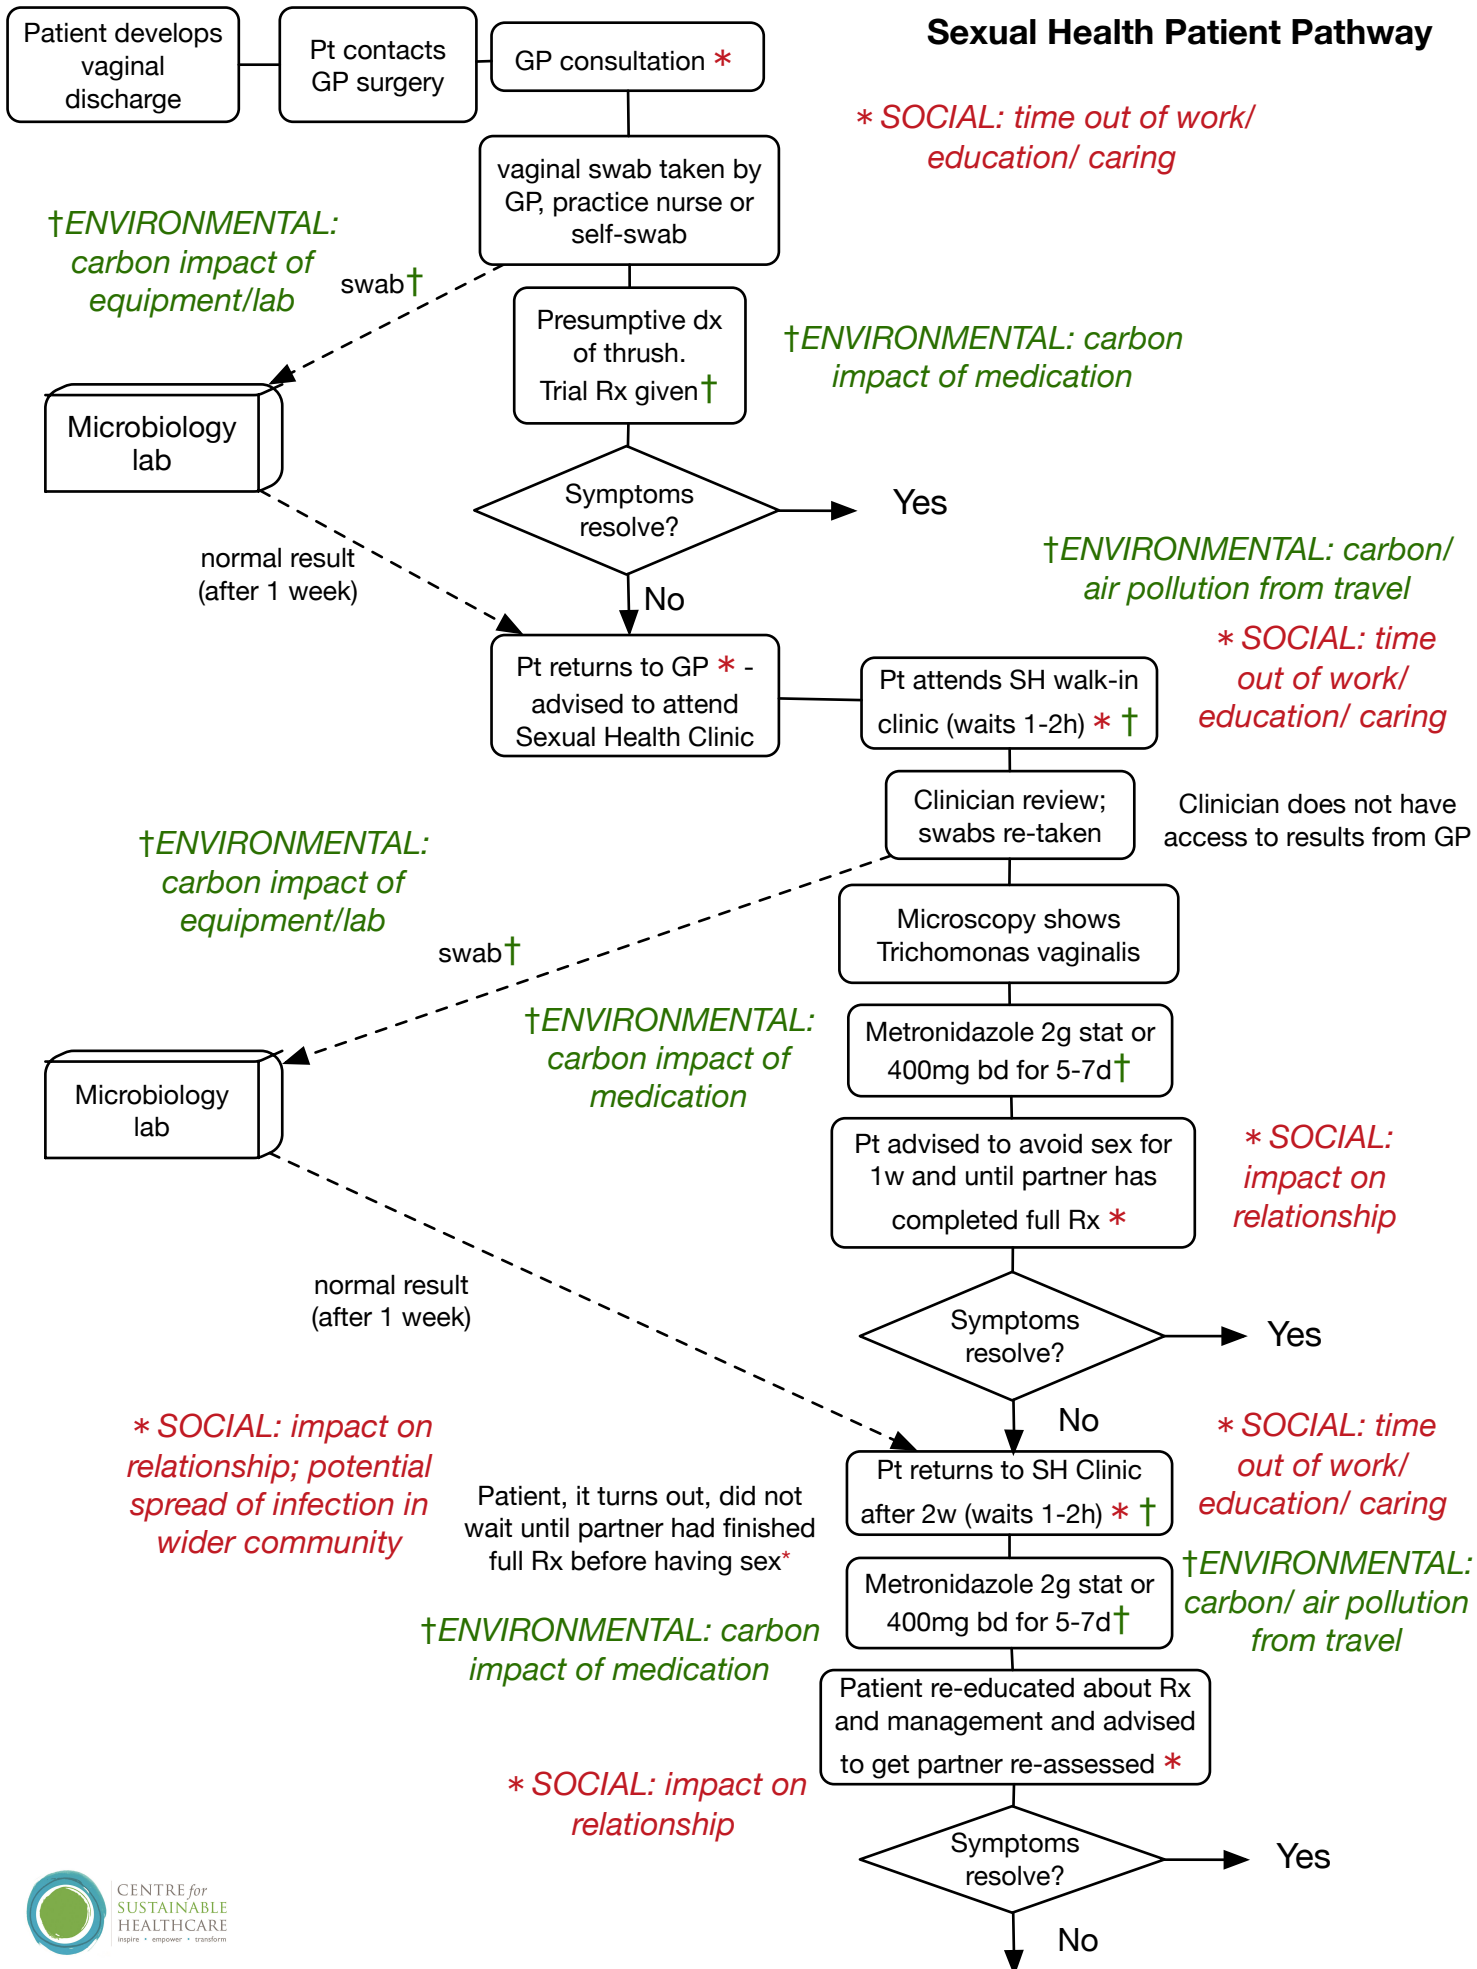 Sexual Health Patient Pathway
Patient develops
vaginal
discharge
Pt contacts
GP surgery
GP consultation *
* SOCIAL: time out of work/
education/ caring
vaginal swab taken by
GP, practice nurse or
self-swab
†ENVIRONMENTAL:
carbon impact of
equipment/lab
swab†
Presumptive dx
of thrush.
Trial Rx given†
†ENVIRONMENTAL: carbon
impact of medication
Microbiology
lab
Symptoms
resolve?
Yes
normal result
(after 1 week)
No
†ENVIRONMENTAL: carbon/
air pollution from travel
Pt returns to GP * -
advised to attend
Sexual Health Clinic
Pt attends SH walk-in
clinic (waits 1-2h) * †
* SOCIAL: time
out of work/
education/ caring
Clinician review;
swabs re-taken
Clinician does not have
access to results from GP
†ENVIRONMENTAL:
carbon impact of
equipment/lab
swab†
Microscopy shows
Trichomonas vaginalis
†ENVIRONMENTAL:
carbon impact of
medication
Metronidazole 2g stat or
400mg bd for 5-7d†
Microbiology
lab
Pt advised to avoid sex for
1w and until partner has
completed full Rx *
* SOCIAL:
impact on
relationship
normal result
(after 1 week)
Symptoms
resolve?
Yes
No
* SOCIAL: impact on
relationship; potential
spread of infection in
wider community
Patient, it turns out, did not
wait until partner had finished
full Rx before having sex*
Pt returns to SH Clinic
after 2w (waits 1-2h) * †
* SOCIAL: time
out of work/
education/ caring
Metronidazole 2g stat or
400mg bd for 5-7d†
†ENVIRONMENTAL:
carbon/ air pollution
from travel
†ENVIRONMENTAL: carbon
impact of medication
Patient re-educated about Rx
and management and advised
to get partner re-assessed *
* SOCIAL: impact on
relationship
Symptoms
resolve?
Yes
No
CENTRE for
SUSTAINABLE
HEALTHCARE
inspire • empower • transform